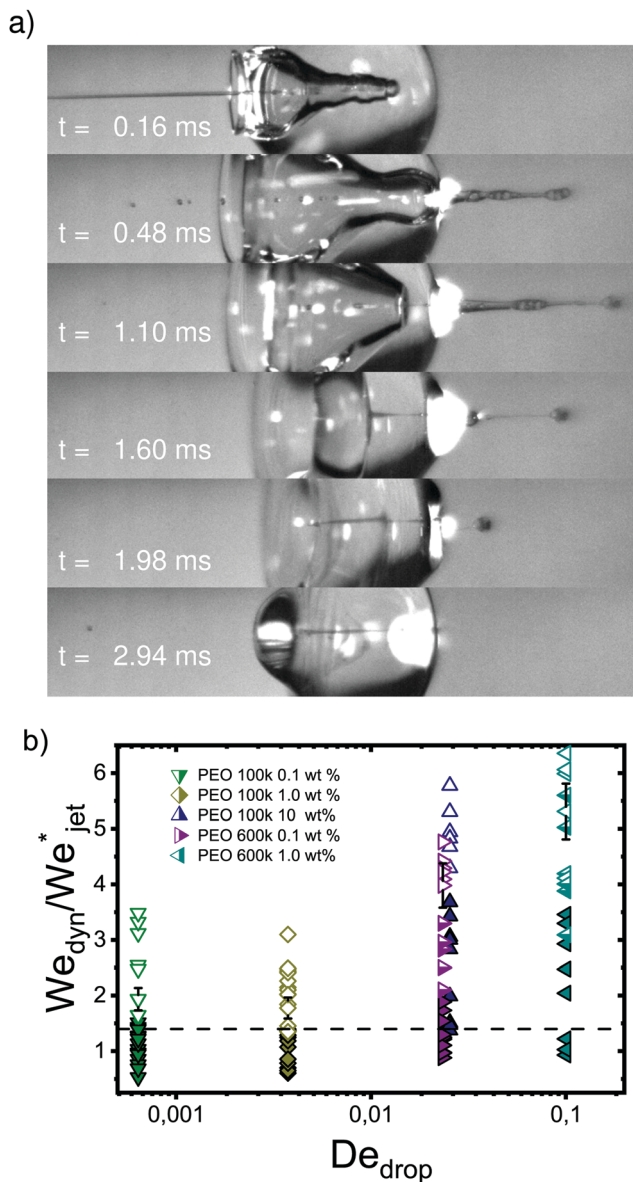 a)
t = 0.16 ms
t = 0.48 ms
t = 1.10 ms
t = 1.60 ms
t = 1.98 ms
t = 2.94 ms
b)
6
5
4
3
2
1
We_dyn/We*_jet
PEO 100k 0.1 wt %
PEO 100k 1.0 wt%
PEO 100k 10 wt%
PEO 600k 0.1 wt %
PEO 600k 1.0 wt%
0,001 0,01 0,1
De_drop